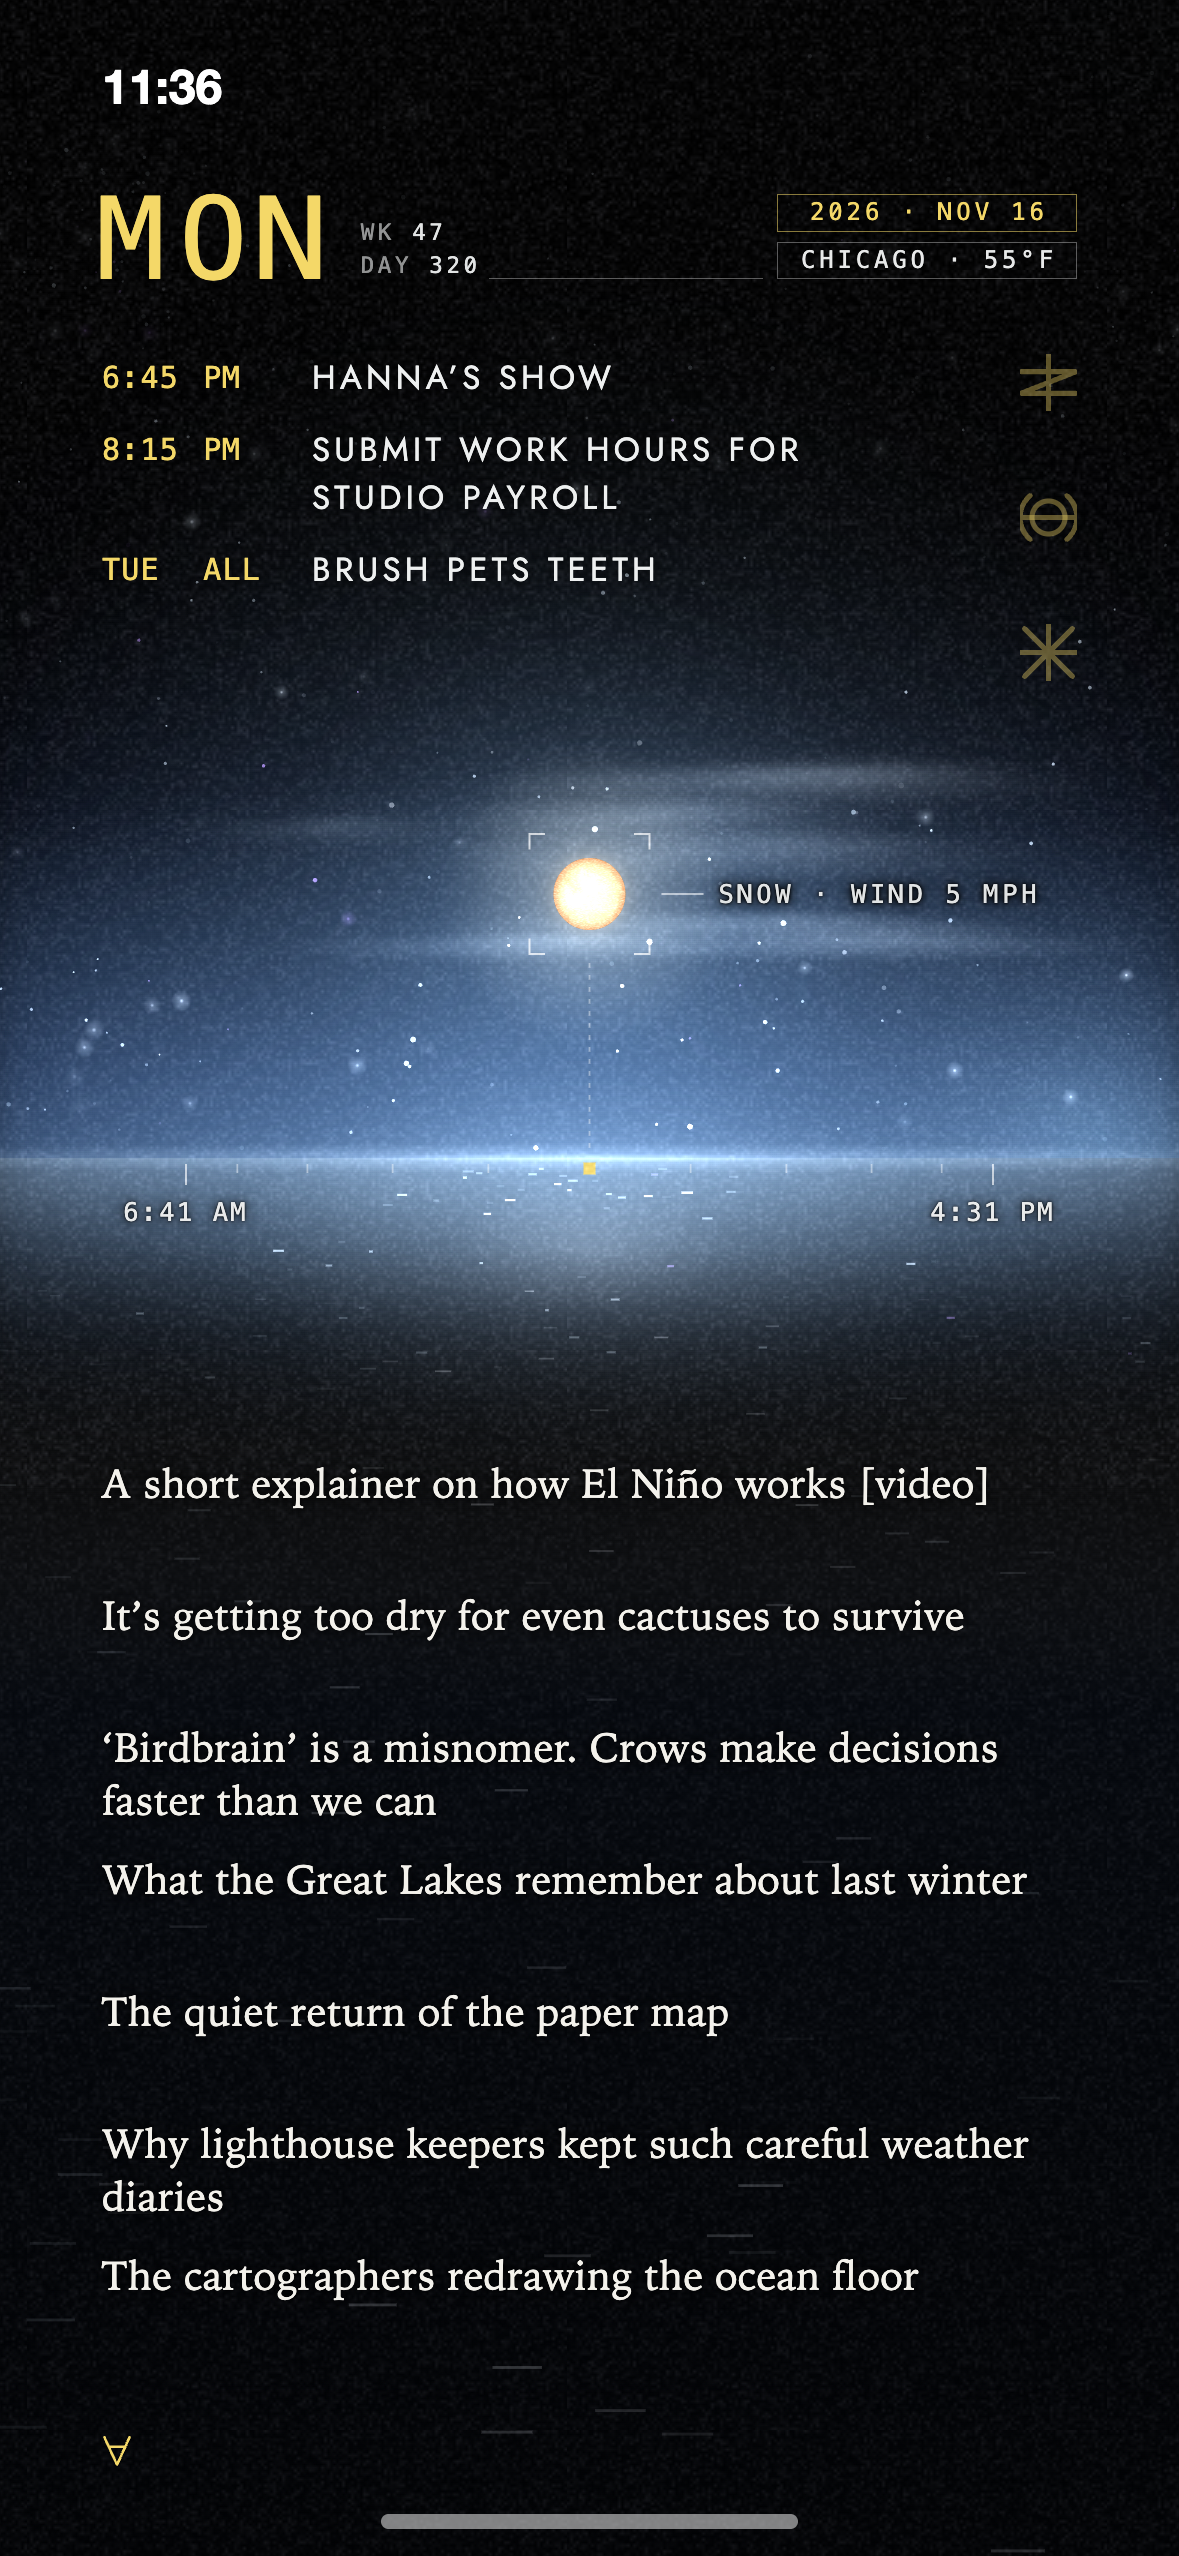 11:36
MON
WK 47
DAY 320
2026 · NOV 16
CHICAGO · 55°F
6:45 PM HANNA’S SHOW
8:15 PM SUBMIT WORK HOURS FOR
STUDIO PAYROLL
TUE ALL BRUSH PETS TEETH
SNOW · WIND 5 MPH
6:41 AM
4:31 PM
A short explainer on how El Niño works [video]
It’s getting too dry for even cactuses to survive
‘Birdbrain’ is a misnomer. Crows make decisions
faster than we can
What the Great Lakes remember about last winter
The quiet return of the paper map
Why lighthouse keepers kept such careful weather
diaries
The cartographers redrawing the ocean floor
∀